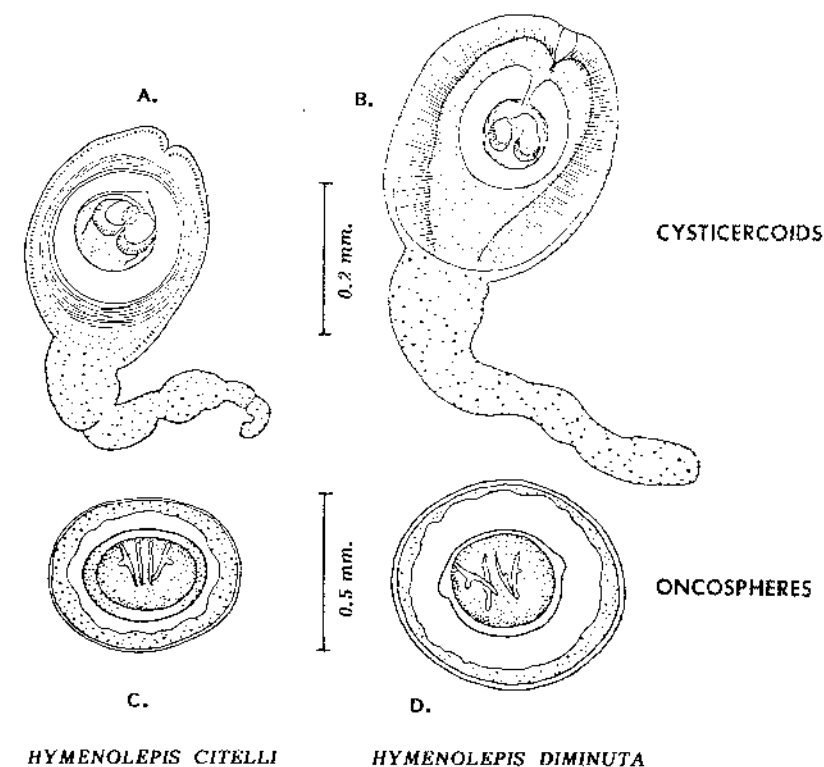 A.
B.
0.2 mm.
CYSTICERCOIDS
0.5 mm.
ONCOSPHERES
C.
D.
HYMENOLEPIS CITELLI
HYMENOLEPIS DIMINUTA